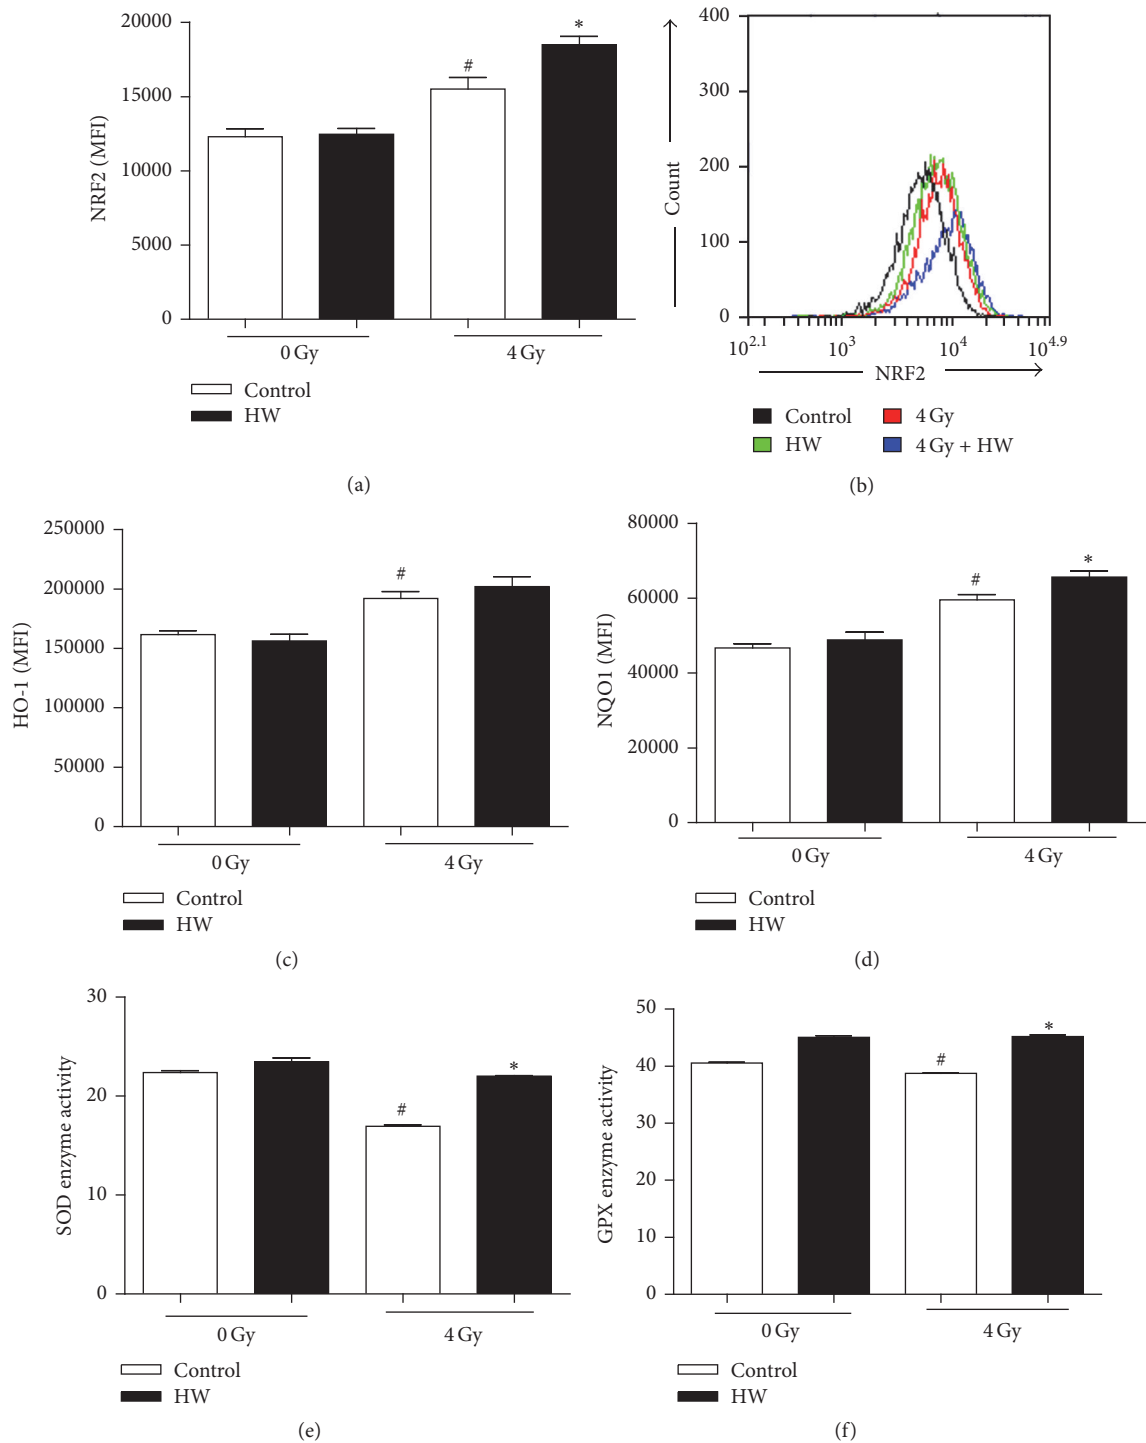 20000
15000
10000
5000
0
NRF2 (MFI)
#
*
0 Gy
4 Gy
Control
HW
(a)
400
300
200
100
0
Count
10^2.1
10^3
10^4
10^4.9
NRF2
Control
4 Gy
HW
4 Gy + HW
(b)
250000
200000
150000
100000
50000
0
HO-1 (MFI)
#
0 Gy
4 Gy
Control
HW
(c)
80000
60000
40000
20000
0
NQO1 (MFI)
#
*
0 Gy
4 Gy
Control
HW
(d)
30
20
10
0
SOD enzyme activity
#
*
0 Gy
4 Gy
Control
HW
(e)
50
40
30
20
10
0
GPX enzyme activity
#
*
0 Gy
4 Gy
Control
HW
(f)